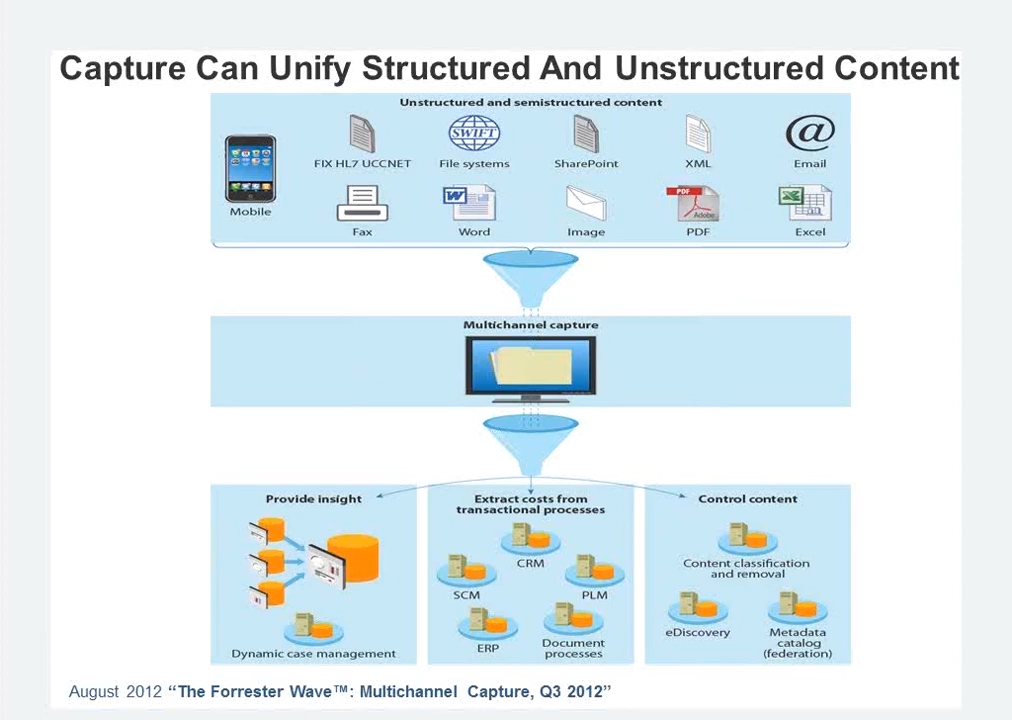 Capture Can Unify Structured And Unstructured Content
Unstructured and semistructured content
Mobile
FIX HL7 UCCNET
SWIFT
File systems
SharePoint
XML
@
Email
Fax
W
Word
Image
PDF
Adobe
PDF
X
Excel
Multichannel capture
Provide insight
Dynamic case management
Extract costs from
transactional processes
CRM
SCM
PLM
ERP
Document
processes
Control content
Content classification
and removal
eDiscovery
Metadata
catalog
(federation)
August 2012 “The Forrester Wave™: Multichannel Capture, Q3 2012”